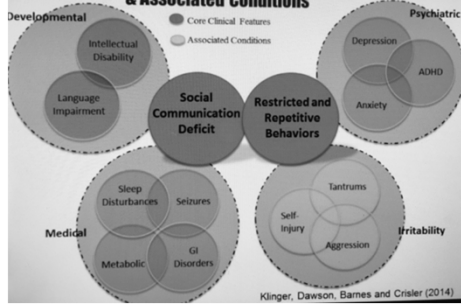 & Associated Conditions
Developmental
Core Clinical Features
Associated Conditions
Psychiatric
Intellectual
Disability
Language
Impairment
Social
Communication
Deficit
Restricted and
Repetitive
Behaviors
Depression
ADHD
Anxiety
Medical
Sleep
Disturbances
Seizures
Metabolic
GI
Disorders
Tantrums
Self-
Injury
Aggression
Irritability
Klinger, Dawson, Barnes and Crisler (2014)